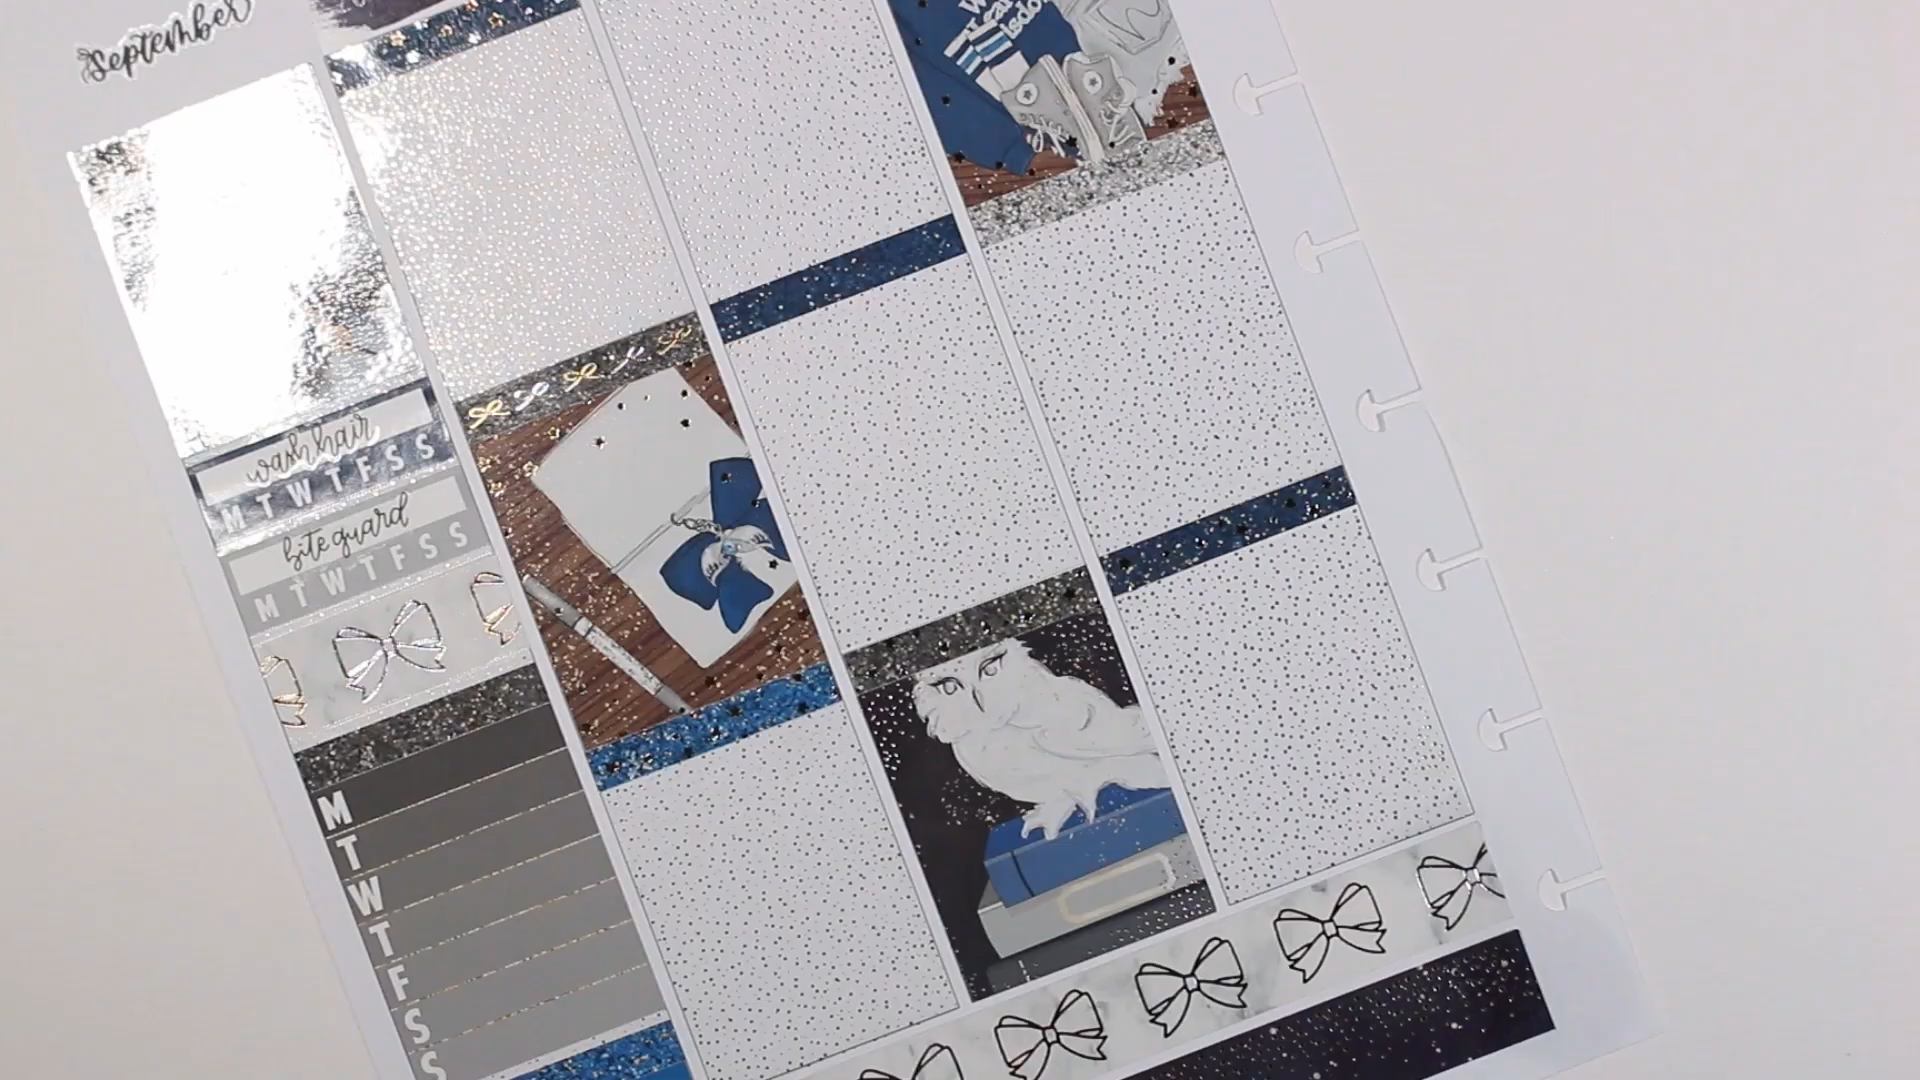 September
wash hair
M T W T F S S
bite guard
M T W T F S S
M
T
W
T
F
S
S